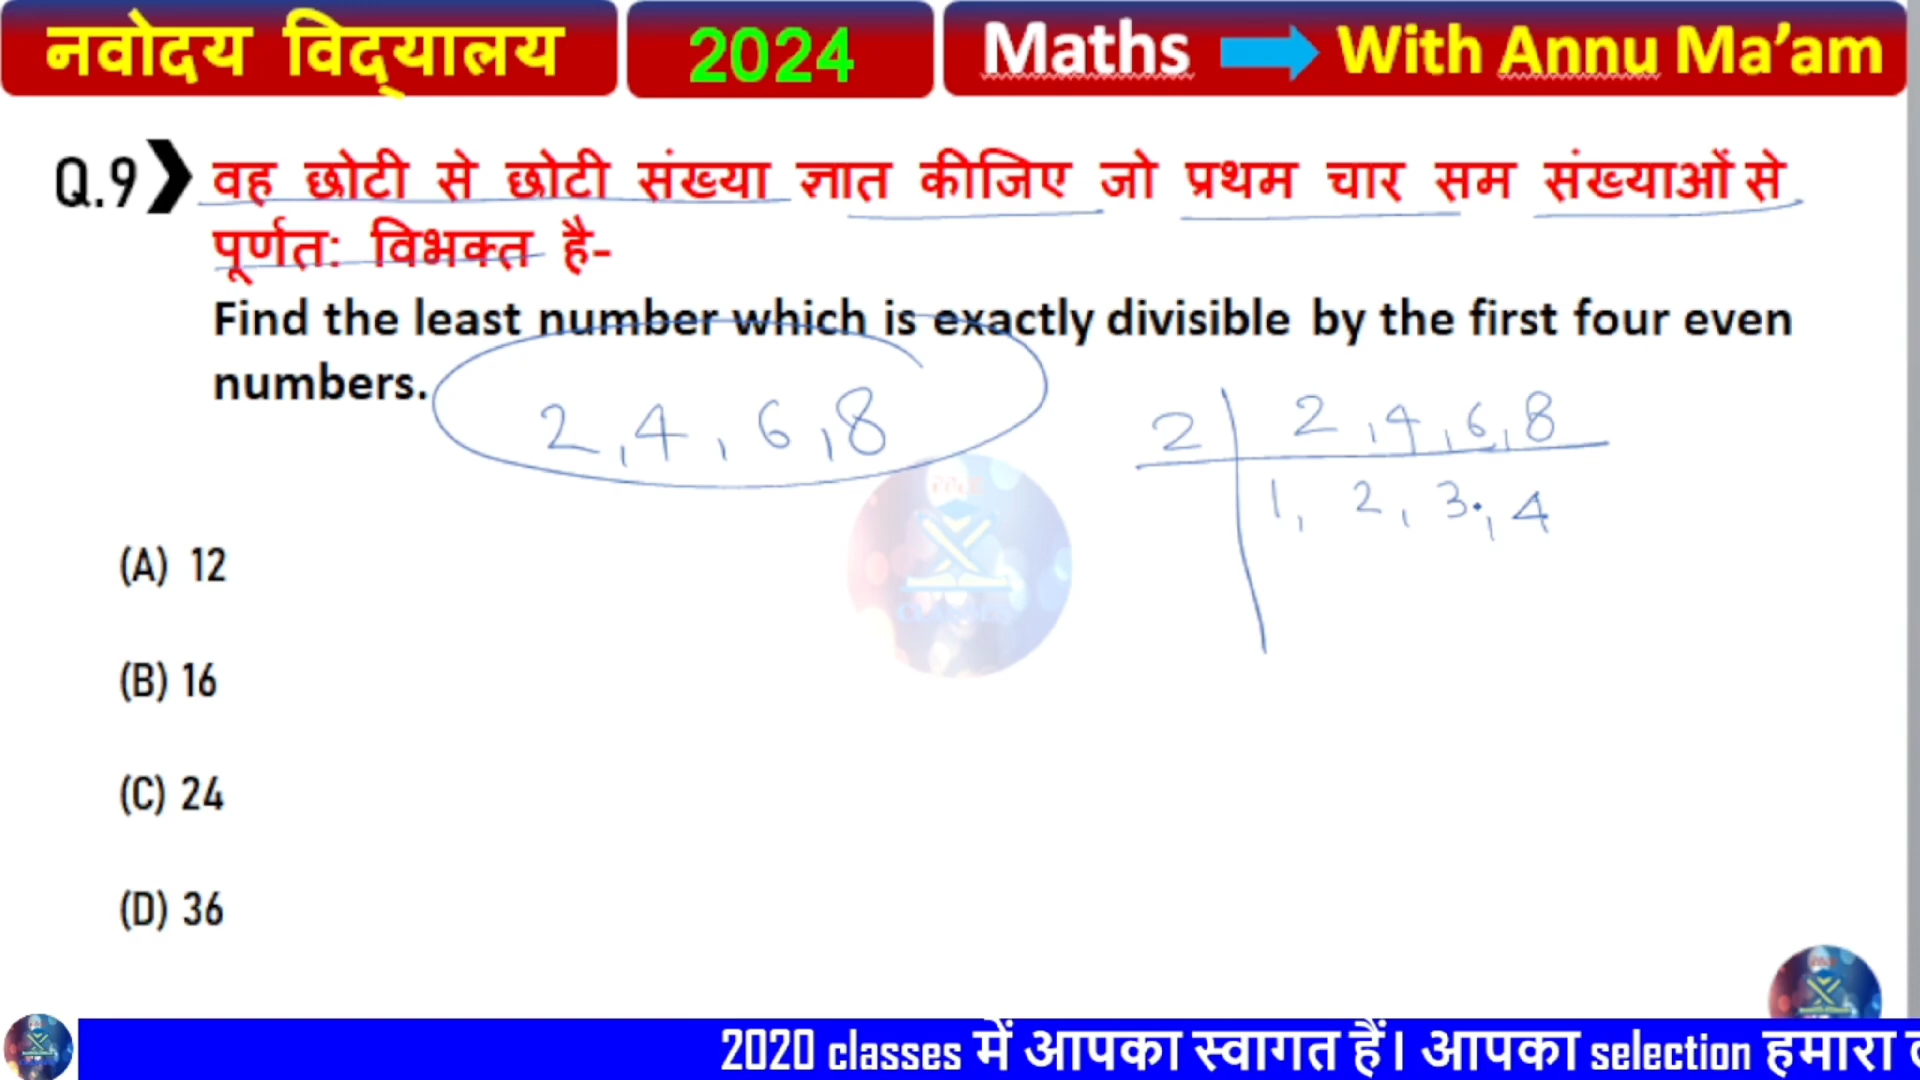 नवोदय विद्यालय 2024 Maths With Annu Ma’am
Q.9 वह छोटी से छोटी संख्या ज्ञात कीजिए जो प्रथम चार सम संख्याओं से
पूर्णत: विभक्त है-
Find the least number which is exactly divisible by the first four even
numbers.
2, 4, 6, 8
2 2, 4, 6, 8
1, 2, 3, 4
(A) 12
(B) 16
(C) 24
(D) 36
2020 classes में आपका स्वागत हैं। आपका selection हमारा